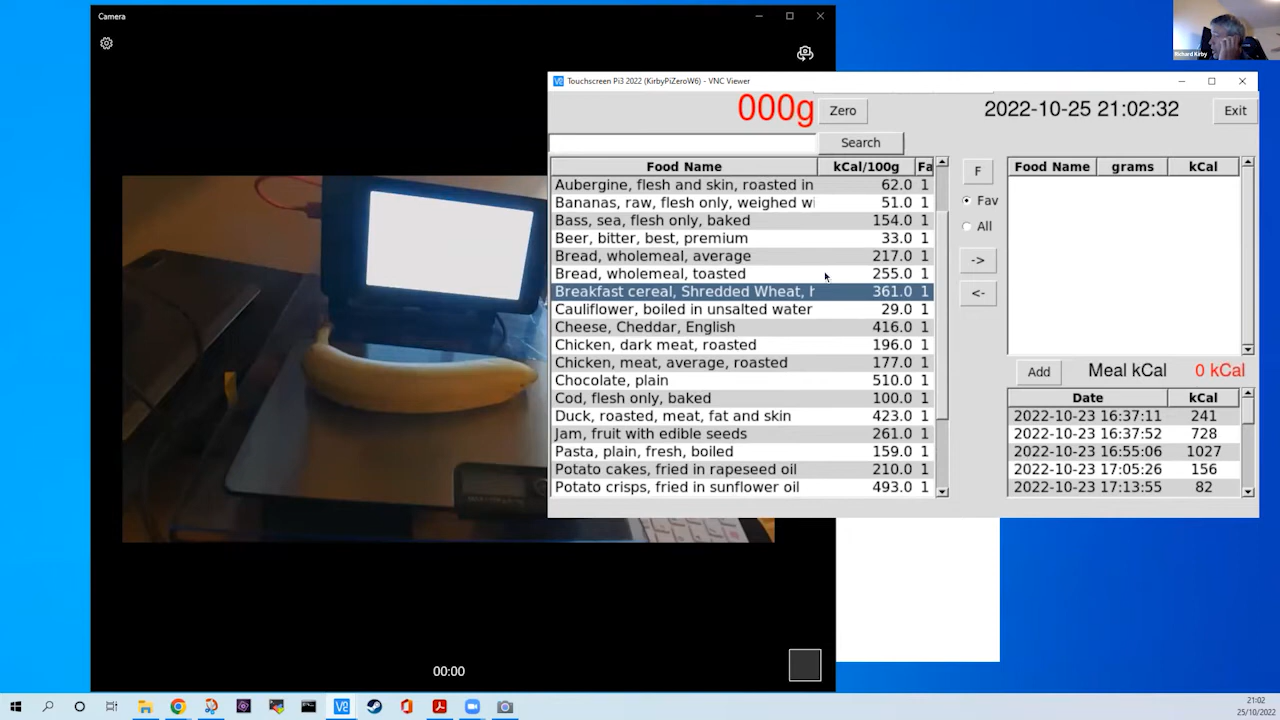 Camera
Richard Kirby
Touchscreen Pi3 2022 (KirbyPiZeroW6) - VNC Viewer
000g
Zero
2022-10-25 21:02:32
Exit
Search
Food Name kCal/100g Fa
Aubergine, flesh and skin, roasted in 62.0 1
Bananas, raw, flesh only, weighed wi 51.0 1
Bass, sea, flesh only, baked 154.0 1
Beer, bitter, best, premium 33.0 1
Bread, wholemeal, average 217.0 1
Bread, wholemeal, toasted 255.0 1
Breakfast cereal, Shredded Wheat, h 361.0 1
Cauliflower, boiled in unsalted water 29.0 1
Cheese, Cheddar, English 416.0 1
Chicken, dark meat, roasted 196.0 1
Chicken, meat, average, roasted 177.0 1
Chocolate, plain 510.0 1
Cod, flesh only, baked 100.0 1
Duck, roasted, meat, fat and skin 423.0 1
Jam, fruit with edible seeds 261.0 1
Pasta, plain, fresh, boiled 159.0 1
Potato cakes, fried in rapeseed oil 210.0 1
Potato crisps, fried in sunflower oil 493.0 1
F
Fav
All
->
<-
Food Name grams kCal
Add Meal kCal 0 kCal
Date kCal
2022-10-23 16:37:11 241
2022-10-23 16:37:52 728
2022-10-23 16:55:06 1027
2022-10-23 17:05:26 156
2022-10-23 17:13:55 82
00:00
21:02
25/10/2022